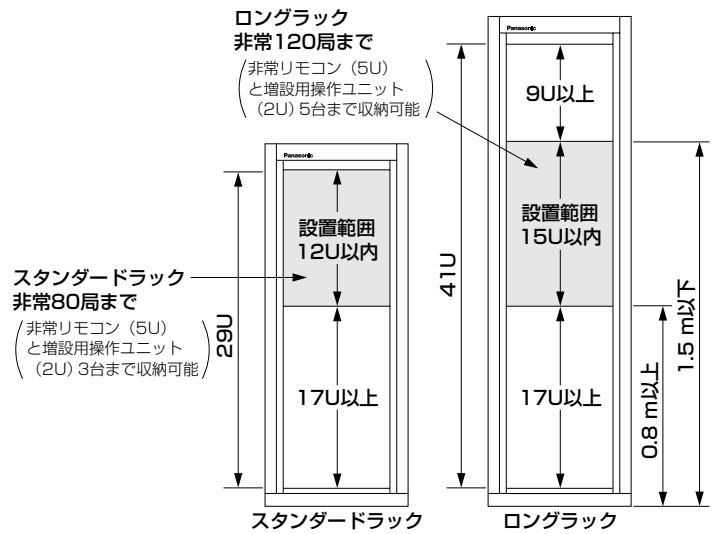 ロングラック
非常120局まで
(非常リモコン（5U）
と増設用操作ユニット
（2U）5台まで収納可能)
Panasonic
41U
9U以上
設置範囲
15U以内
17U以上
1.5 m以下
0.8 m以上
ロングラック
スタンダードラック
非常80局まで
(非常リモコン（5U）
と増設用操作ユニット
（2U）3台まで収納可能)
Panasonic
29U
設置範囲
12U以内
17U以上
スタンダードラック